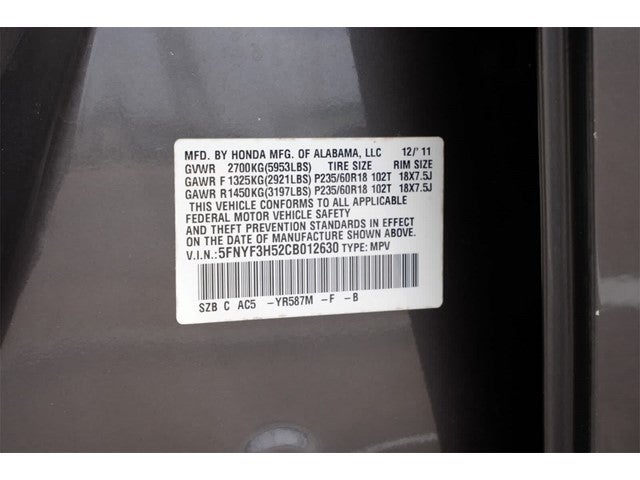 MFD. BY HONDA MFG. OF ALABAMA, LLC 12/'11
GVWR 2700KG(5953LBS) TIRE SIZE RIM SIZE
GAWR F 1325KG(2921LBS) P235/60R18 102T 18X7.5J
GAWR R 1450KG(3197LBS) P235/60R18 102T 18X7.5J
THIS VEHICLE CONFORMS TO ALL APPLICABLE
FEDERAL MOTOR VEHICLE SAFETY
AND THEFT PREVENTION STANDARDS IN EFFECT
ON THE DATE OF MANUFACTURE SHOWN ABOVE.
V.I.N.:5FNYF3H52CB012630 TYPE: MPV
SZB C AC5 -YR587M -F -B